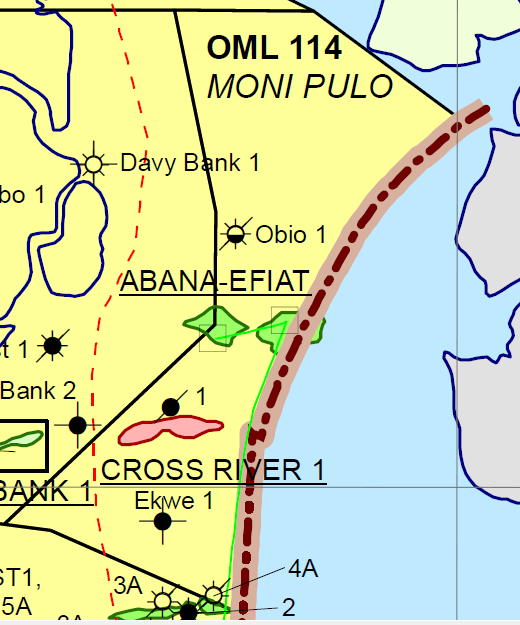 OML 114
MONI PULO
Davy Bank 1
bo 1
Obio 1
ABANA-EFIAT
t 1
Bank 2
1
CROSS RIVER 1
BANK 1
Ekwe 1
ST1,
3A
4A
5A
2